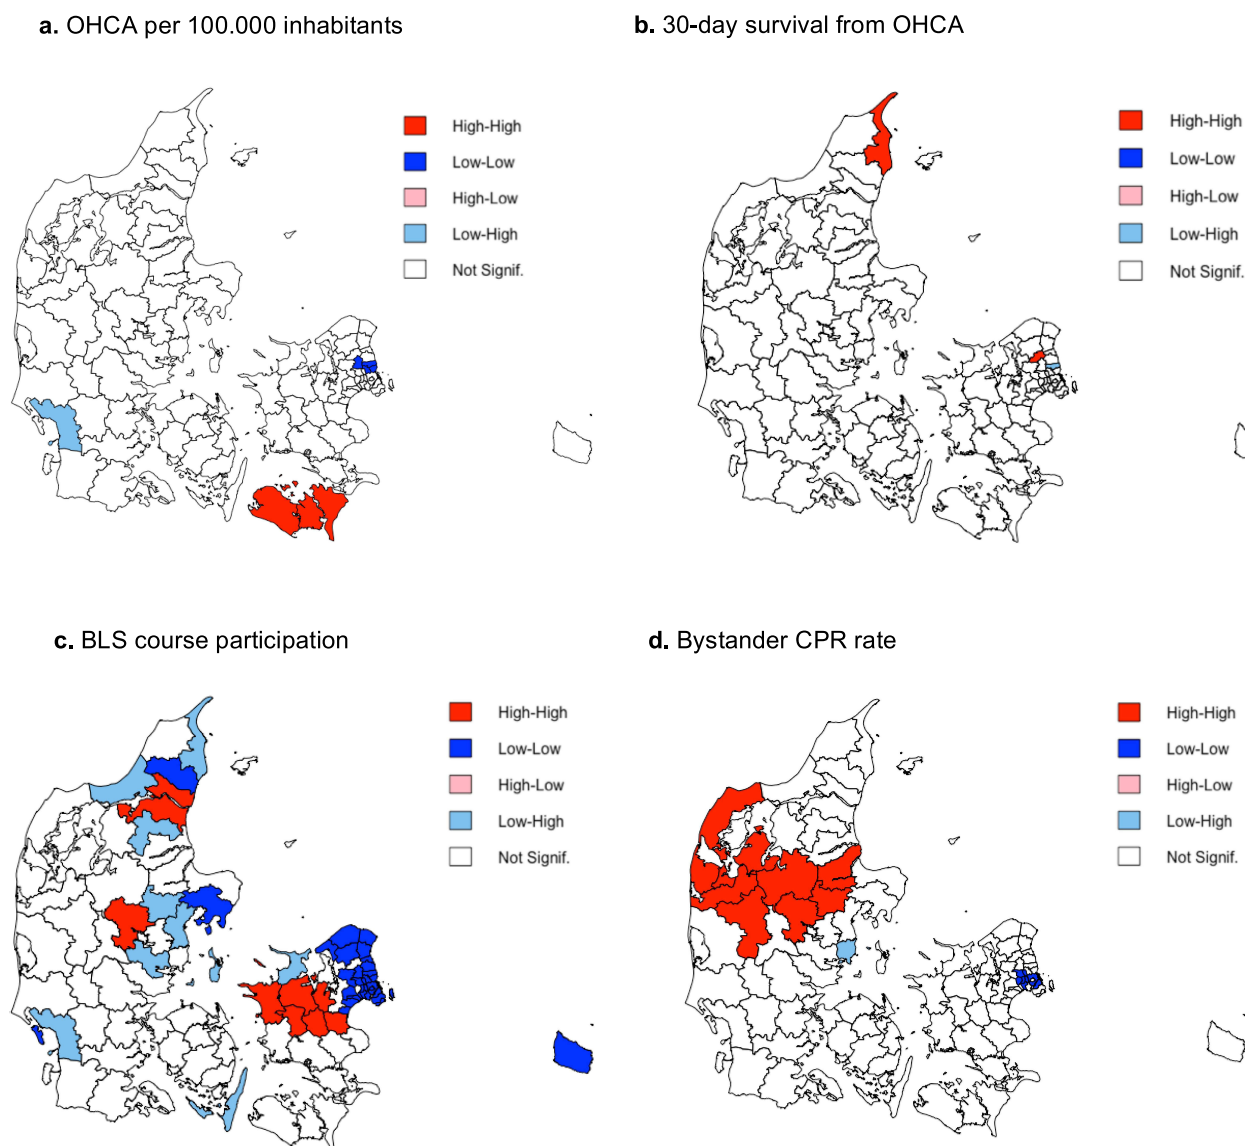 a. OHCA per 100.000 inhabitants
High-High
Low-Low
High-Low
Low-High
Not Signif.
b. 30-day survival from OHCA
High-High
Low-Low
High-Low
Low-High
Not Signif.
c. BLS course participation
High-High
Low-Low
High-Low
Low-High
Not Signif.
d. Bystander CPR rate
High-High
Low-Low
High-Low
Low-High
Not Signif.